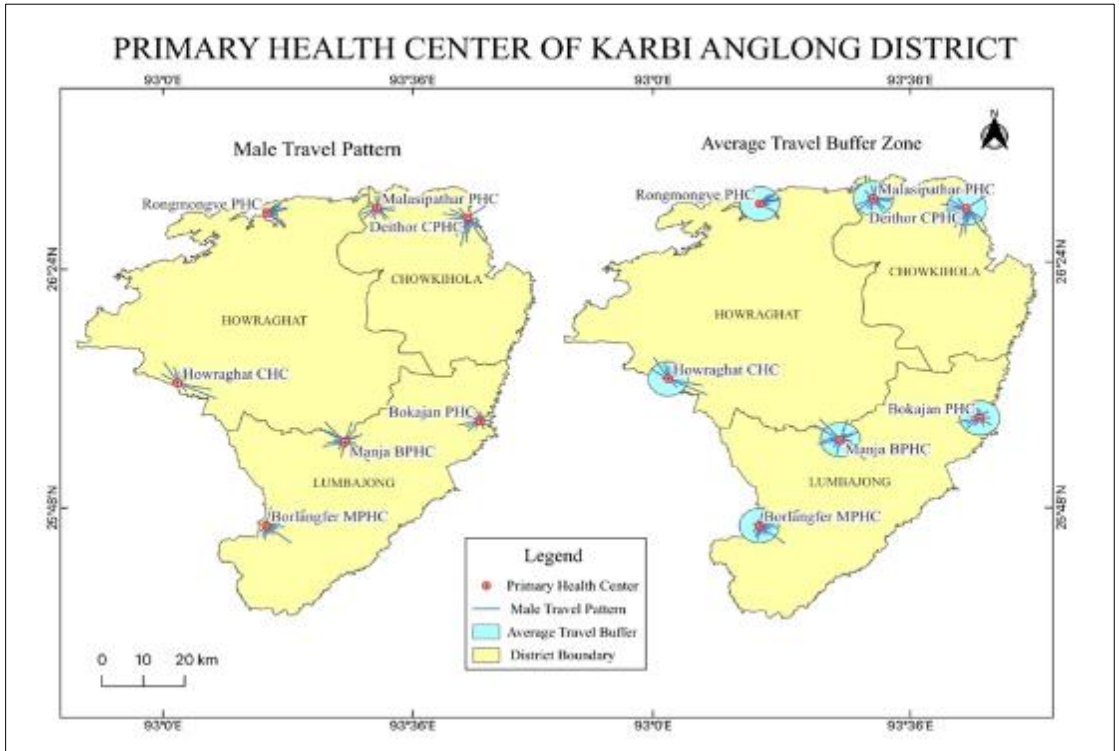 PRIMARY HEALTH CENTER OF KARBI ANGLONG DISTRICT
93°0'E 93°36'E 93°0'E 93°36'E
N
Male Travel Pattern
Average Travel Buffer Zone
Rongmongve PHC
Malasipathar PHC
Deithor CPHC
CHOWKIHOLA
26°24'N
HOWRAGHAT
Howraghat CHC
Bokajan PHC
Manja BPHC
LUMBAJONG
25°48'N
Borlangfer MPHC
Rongmongve PHC
Malasipathar PHC
Deithor CPHC
CHOWKIHOLA
26°24'N
HOWRAGHAT
Howraghat CHC
Bokajan PHC
Manja BPHC
LUMBAJONG
25°48'N
Borlangfer MPHC
Legend
Primary Health Center
Male Travel Pattern
Average Travel Buffer
District Boundary
0 10 20 km
93°0'E 93°36'E 93°0'E 93°36'E